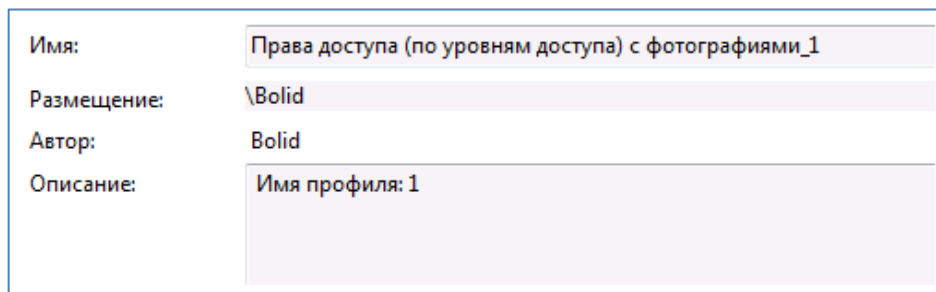 Имя: Права доступа (по уровням доступа) с фотографиями_1
Размещение: \Bolid
Автор: Bolid
Описание: Имя профиля: 1